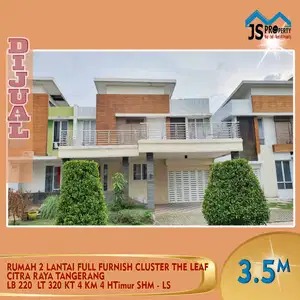 JS PROPERTY
DIJUAL
RUMAH 2 LANTAI FULL FURNISH CLUSTER THE LEAF
CITRA RAYA TANGERANG
LB 220 LT 320 KT 4 KM 4 HTimur SHM - LS
3.5M